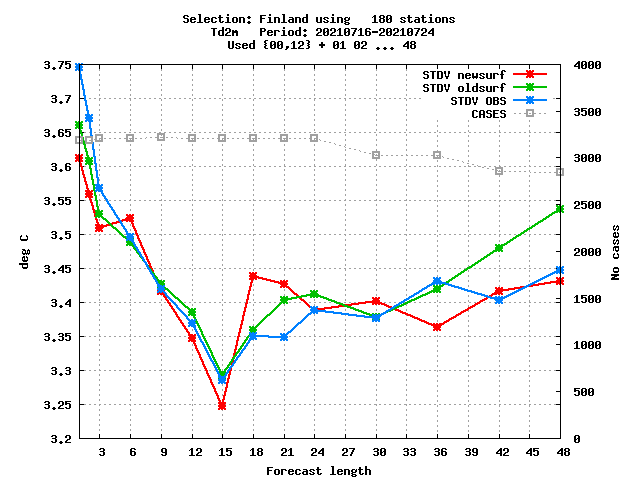 Selection: Finland using   180 stations
Td2m   Period: 20210716-20210724
Used {00,12} + 01 02 ... 48
STDV newsurf
STDV oldsurf
STDV OBS
CASES
3.75
3.7
3.65
3.6
3.55
3.5
3.45
3.4
3.35
3.3
3.25
3.2
deg C
4000
3500
3000
2500
2000
1500
1000
500
0
No cases
3 6 9 12 15 18 21 24 27 30 33 36 39 42 45 48
Forecast length